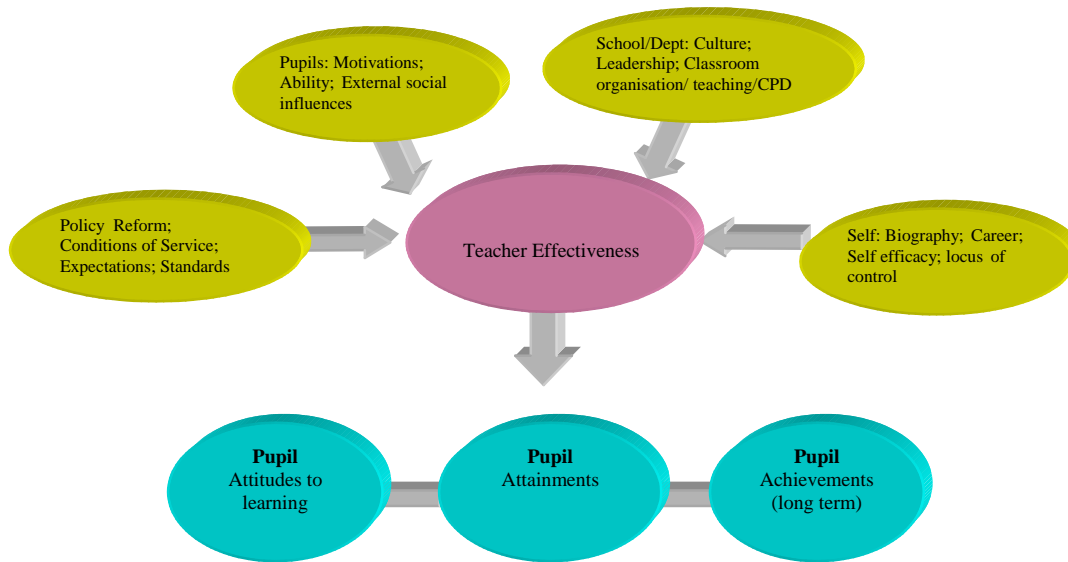 Pupils: Motivations;
Ability; External social
influences
School/Dept: Culture;
Leadership; Classroom
organisation/ teaching/CPD
Policy Reform;
Conditions of Service;
Expectations; Standards
Teacher Effectiveness
Self: Biography; Career;
Self efficacy; locus of
control
Pupil
Attitudes to
learning
Pupil
Attainments
Pupil
Achievements
(long term)